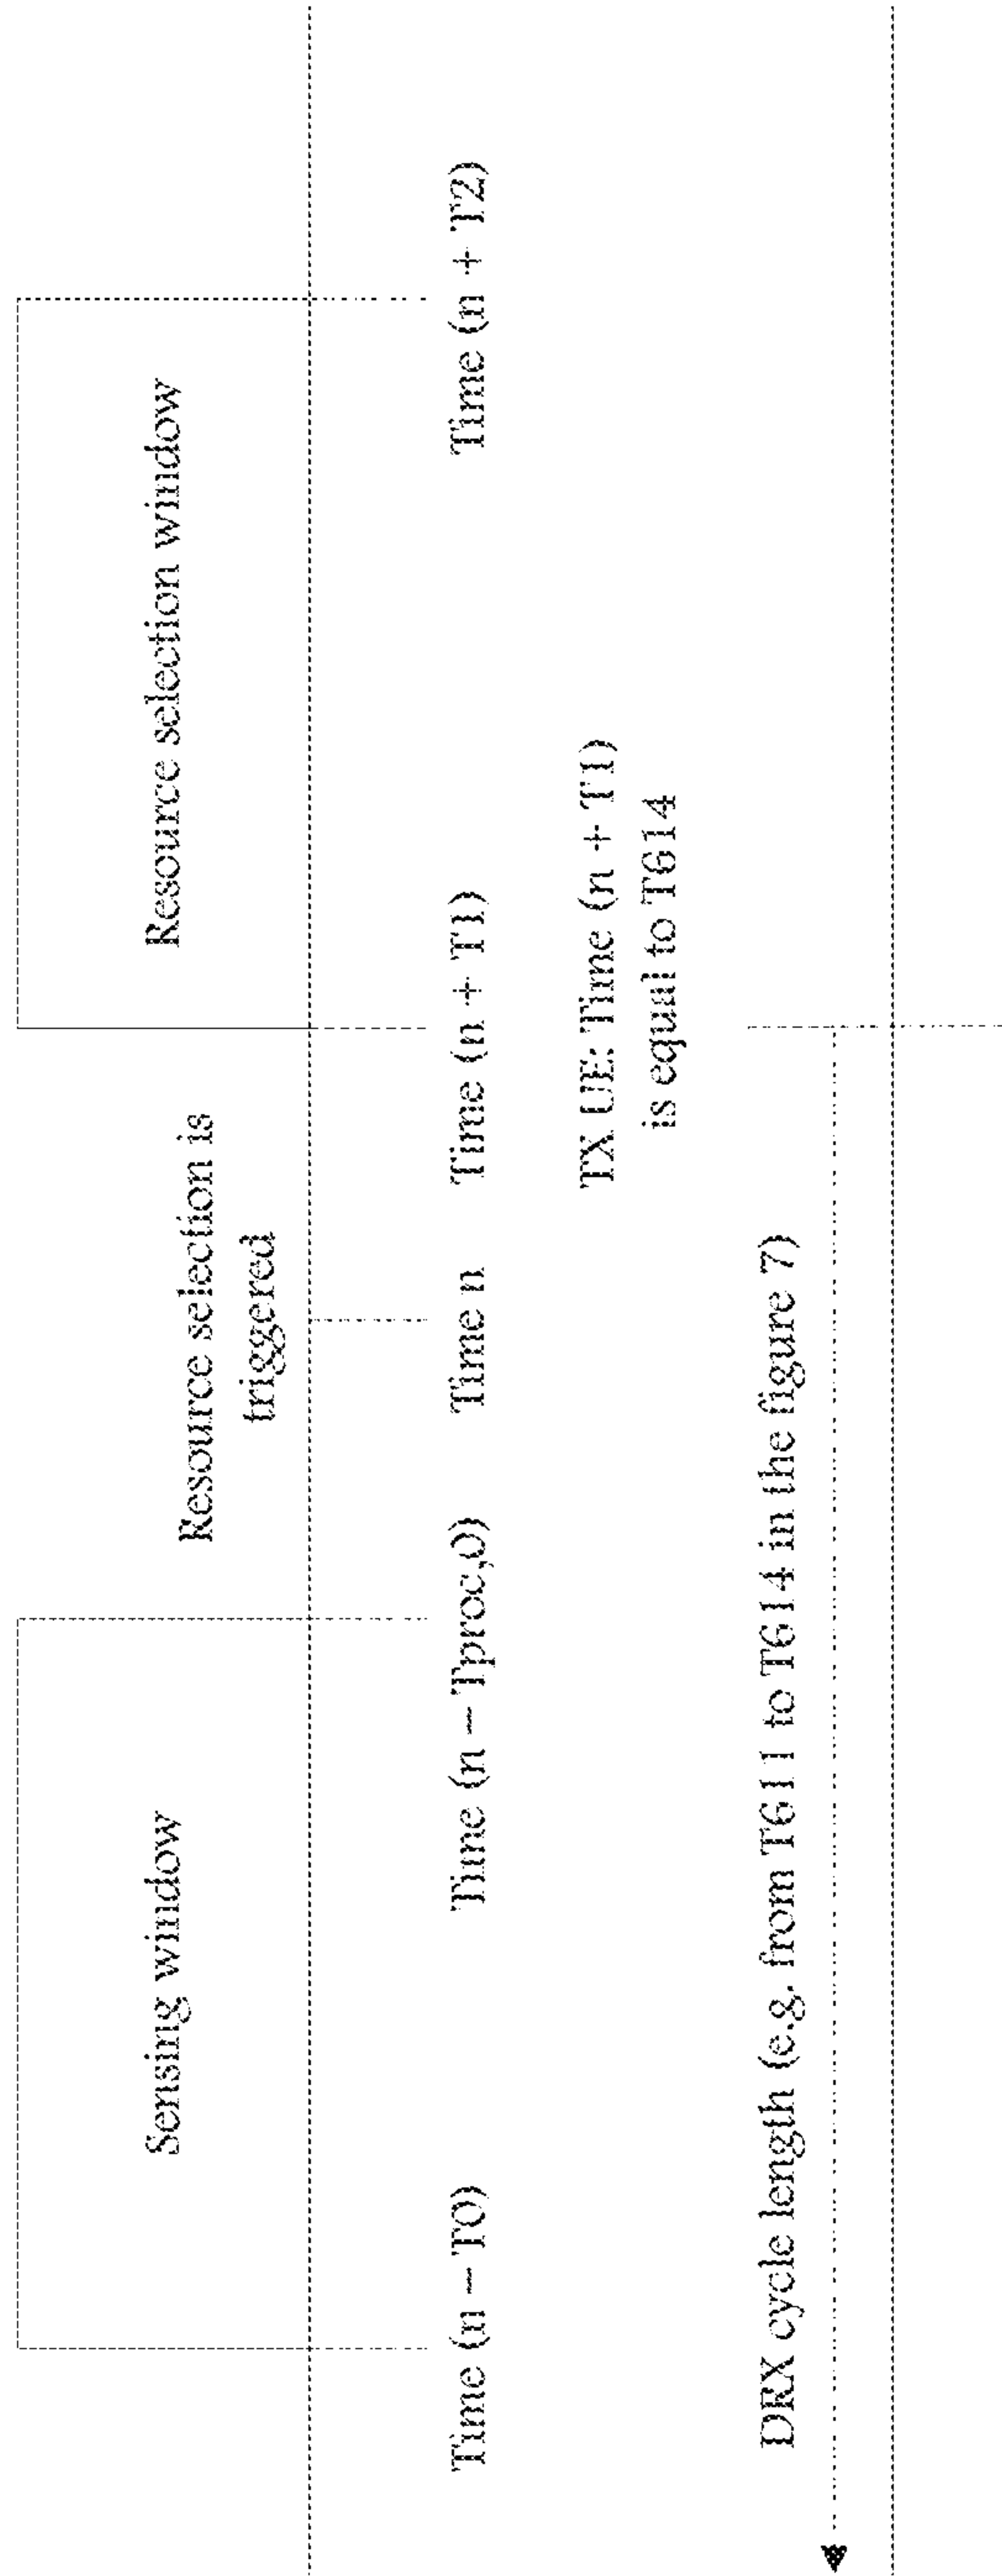 Sensing window
Resource selection is
triggered
Resource selection window
Time (n – T0)
Time (n – Tproc,0)
Time n
Time (n + T1)
Time (n + T2)
TX UE: Time (n + T1)
is equal to T614
DRX cycle length (e.g. from T611 to T614 in the figure 7)